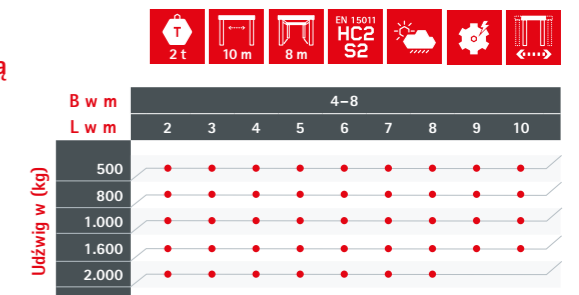 ą
T
2 t
10 m
8 m
EN 15011
HC2
S2
B w m 4–8
L w m 2 3 4 5 6 7 8 9 10
Udźwig w (kg)
500
800
1.000
1.600
2.000